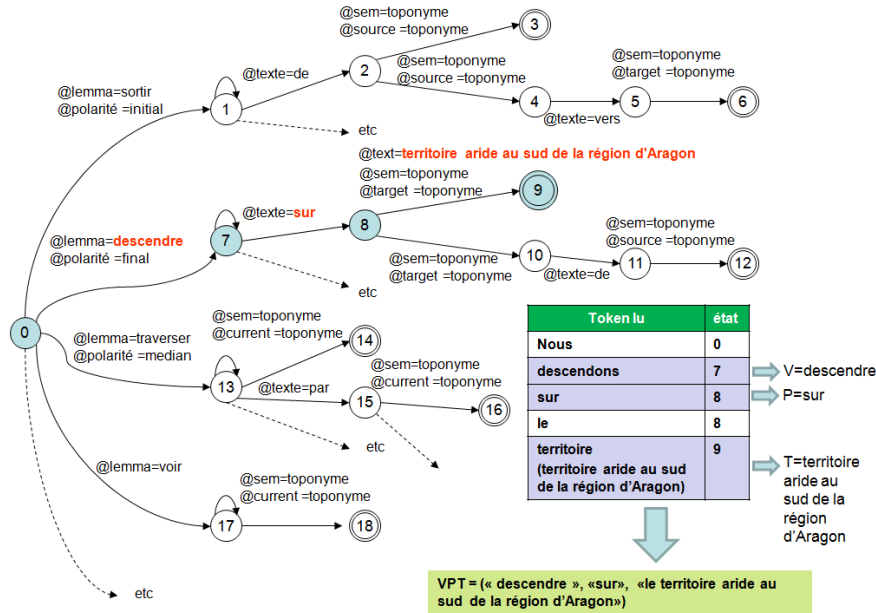 @sem=toponyme
@source =toponyme
3
@lemma=sortir
@polarité =initial
@texte=de
1
2
@sem=toponyme
@source =toponyme
4
@texte=vers
5
@sem=toponyme
@target =toponyme
6
etc
@text=territoire aride au sud de la région d'Aragon
@sem=toponyme
@target =toponyme
9
@lemma=descendre
@polarité =final
@texte=sur
7
8
@sem=toponyme
@target =toponyme
10
@texte=de
11
@sem=toponyme
@source =toponyme
12
etc
0
@lemma=traverser
@polarité =median
@sem=toponyme
@current =toponyme
14
13
@texte=par
15
@sem=toponyme
@current =toponyme
16
etc
@lemma=voir
@sem=toponyme
@current =toponyme
17
18
etc
Token lu état
Nous 0
descendons 7
V=descendre
sur 8
P=sur
le 8
territoire 9
(territoire aride au sud
de la région d'Aragon)
T=territoire
aride au
sud de la
région
d'Aragon
VPT = (« descendre », «sur», «le territoire aride au
sud de la région d'Aragon»)